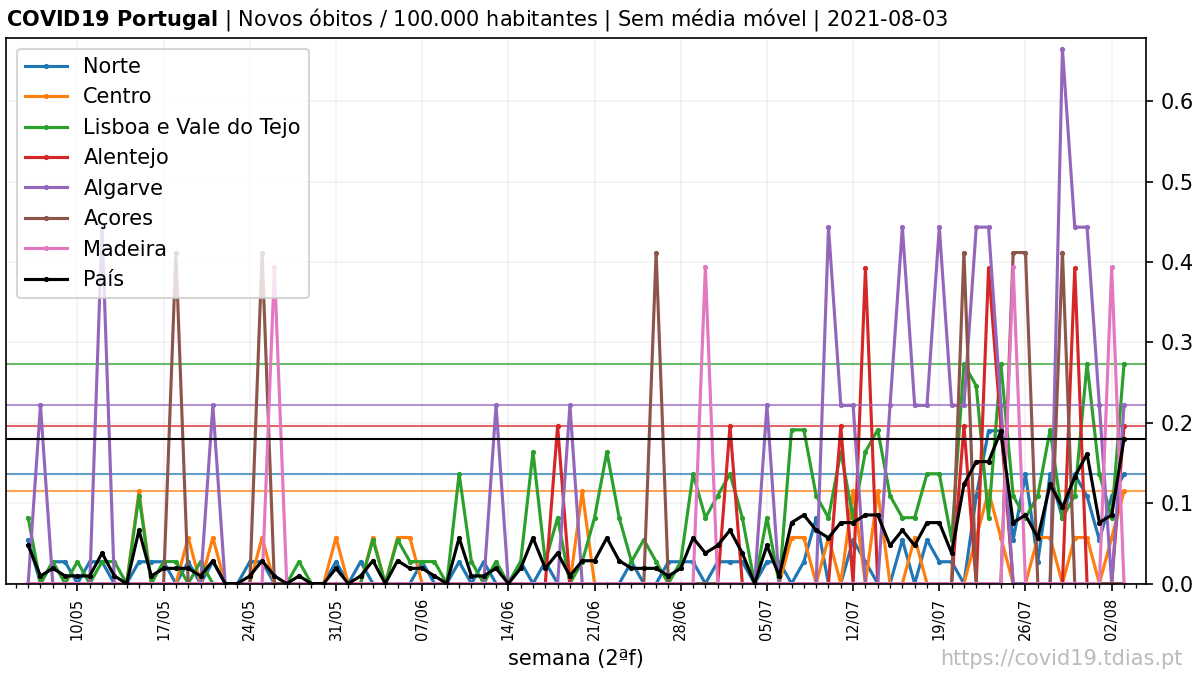 COVID19 Portugal | Novos óbitos / 100.000 habitantes | Sem média móvel | 2021-08-03
Norte
Centro
Lisboa e Vale do Tejo
Alentejo
Algarve
Açores
Madeira
País
0.6
0.5
0.4
0.3
0.2
0.1
0.0
10/05
17/05
24/05
31/05
07/06
14/06
21/06
28/06
05/07
12/07
19/07
26/07
02/08
semana (2ªf)
https://covid19.tdias.pt